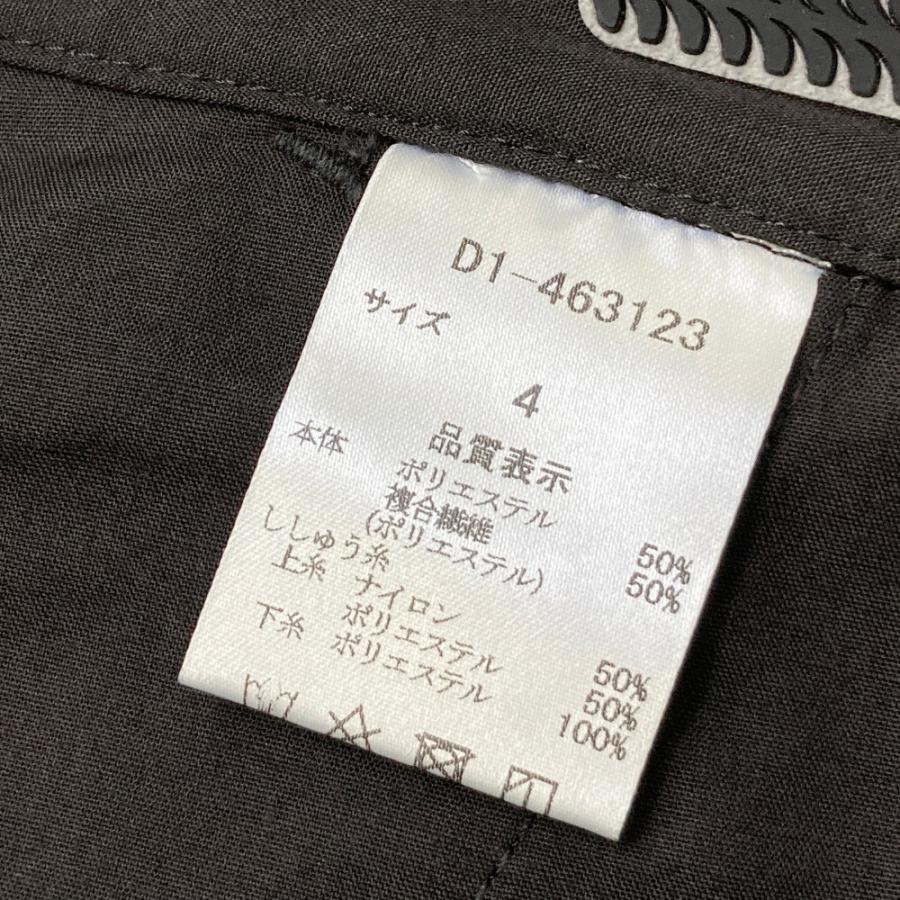 D1-463123
サイズ
4
品質表示
本体 ポリエステル 50%
複合繊維
(ポリエステル) 50%
ししゅう糸
上糸 ナイロン 50%
ポリエステル 50%
下糸 ポリエステル 100%